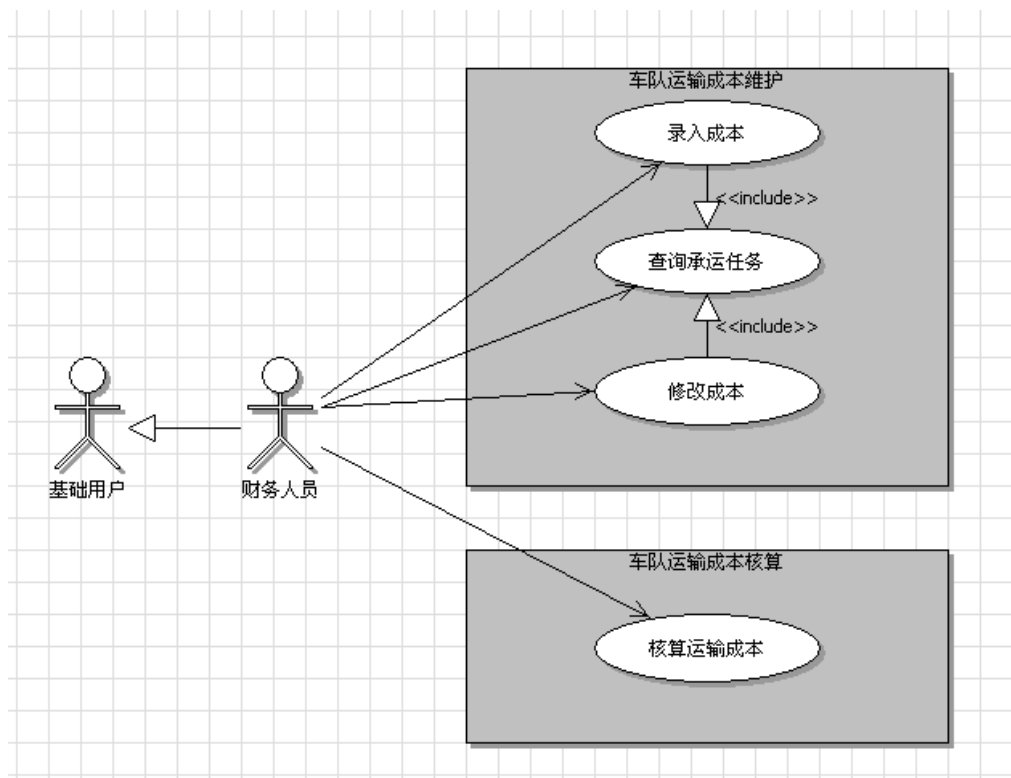 车队运输成本维护
录入成本
<<include>>
查询承运任务
<<include>>
修改成本
基础用户
财务人员
车队运输成本核算
核算运输成本